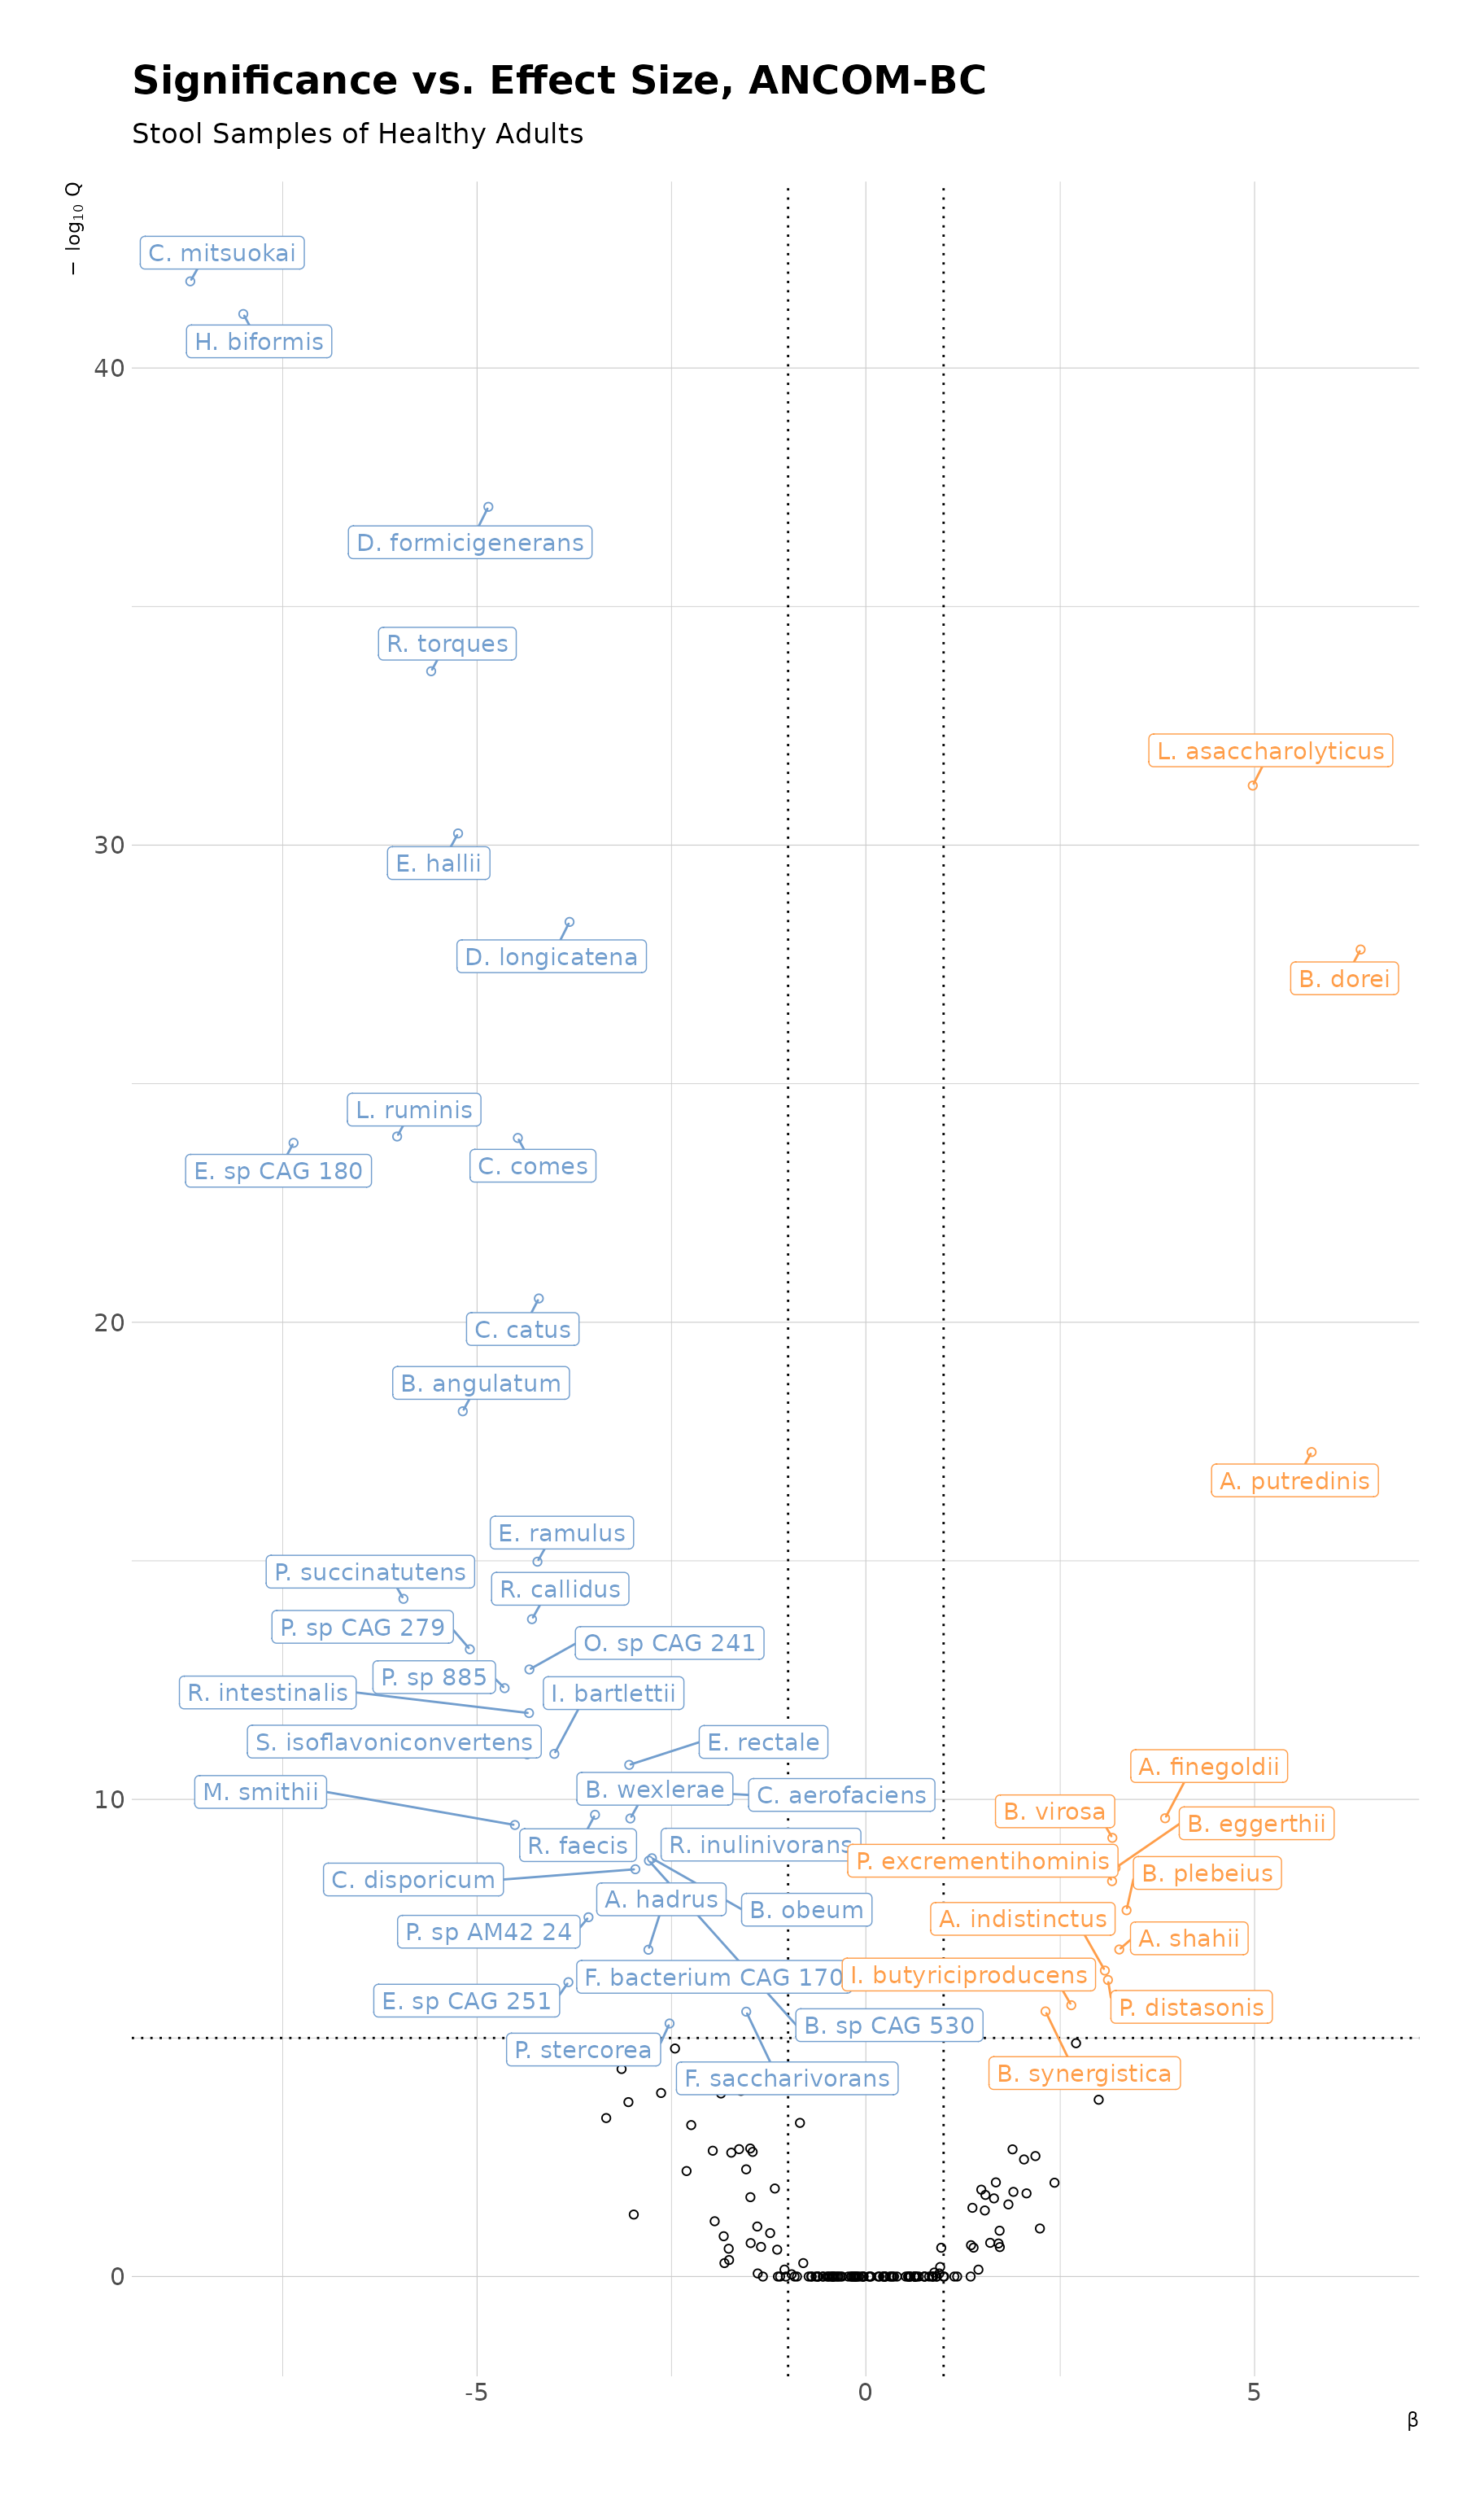 Significance vs. Effect Size, ANCOM-BC
Stool Samples of Healthy Adults
− log₁₀ Q
C. mitsuokai
H. biformis
40
D. formicigenerans
R. torques
L. asaccharolyticus
30
E. hallii
D. longicatena
B. dorei
L. ruminis
C. comes
E. sp CAG 180
20
C. catus
B. angulatum
A. putredinis
E. ramulus
P. succinatutens
R. callidus
P. sp CAG 279
O. sp CAG 241
P. sp 885
R. intestinalis
I. bartlettii
S. isoflavoniconvertens
E. rectale
A. finegoldii
M. smithii
B. wexlerae
C. aerofaciens
10
B. virosa
B. eggerthii
R. faecis
R. inulinivorans
P. excrementihominis
B. plebeius
C. disporicum
A. hadrus
B. obeum
A. indistinctus
P. sp AM42 24
A. shahii
F. bacterium CAG 170
I. butyriciproducens
E. sp CAG 251
P. distasonis
B. sp CAG 530
P. stercorea
F. saccharivorans
B. synergistica
0
-5
0
5
β